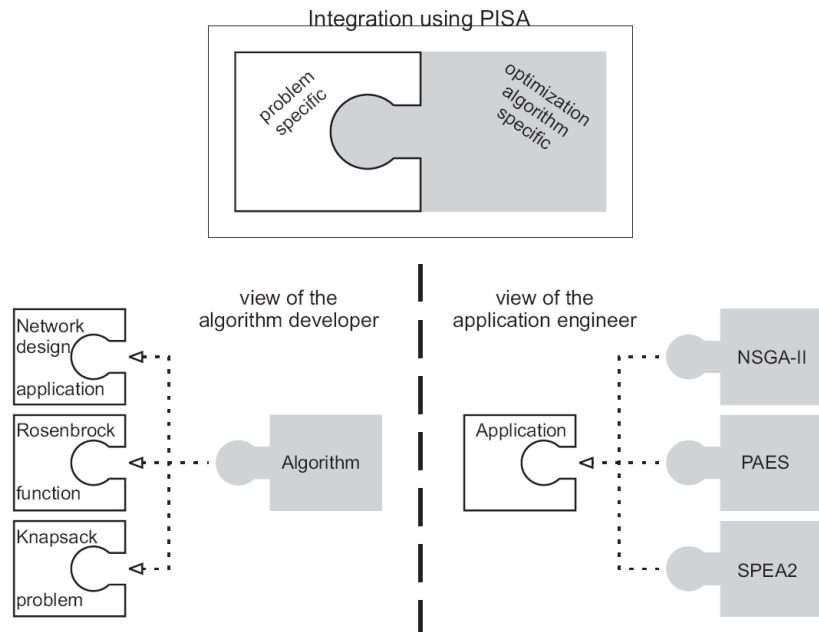 Integration using PISA
problem
specific
optimization
algorithm
specific
view of the
algorithm developer
view of the
application engineer
Network
design
application
Rosenbrock
function
Knapsack
problem
Algorithm
Application
NSGA-II
PAES
SPEA2